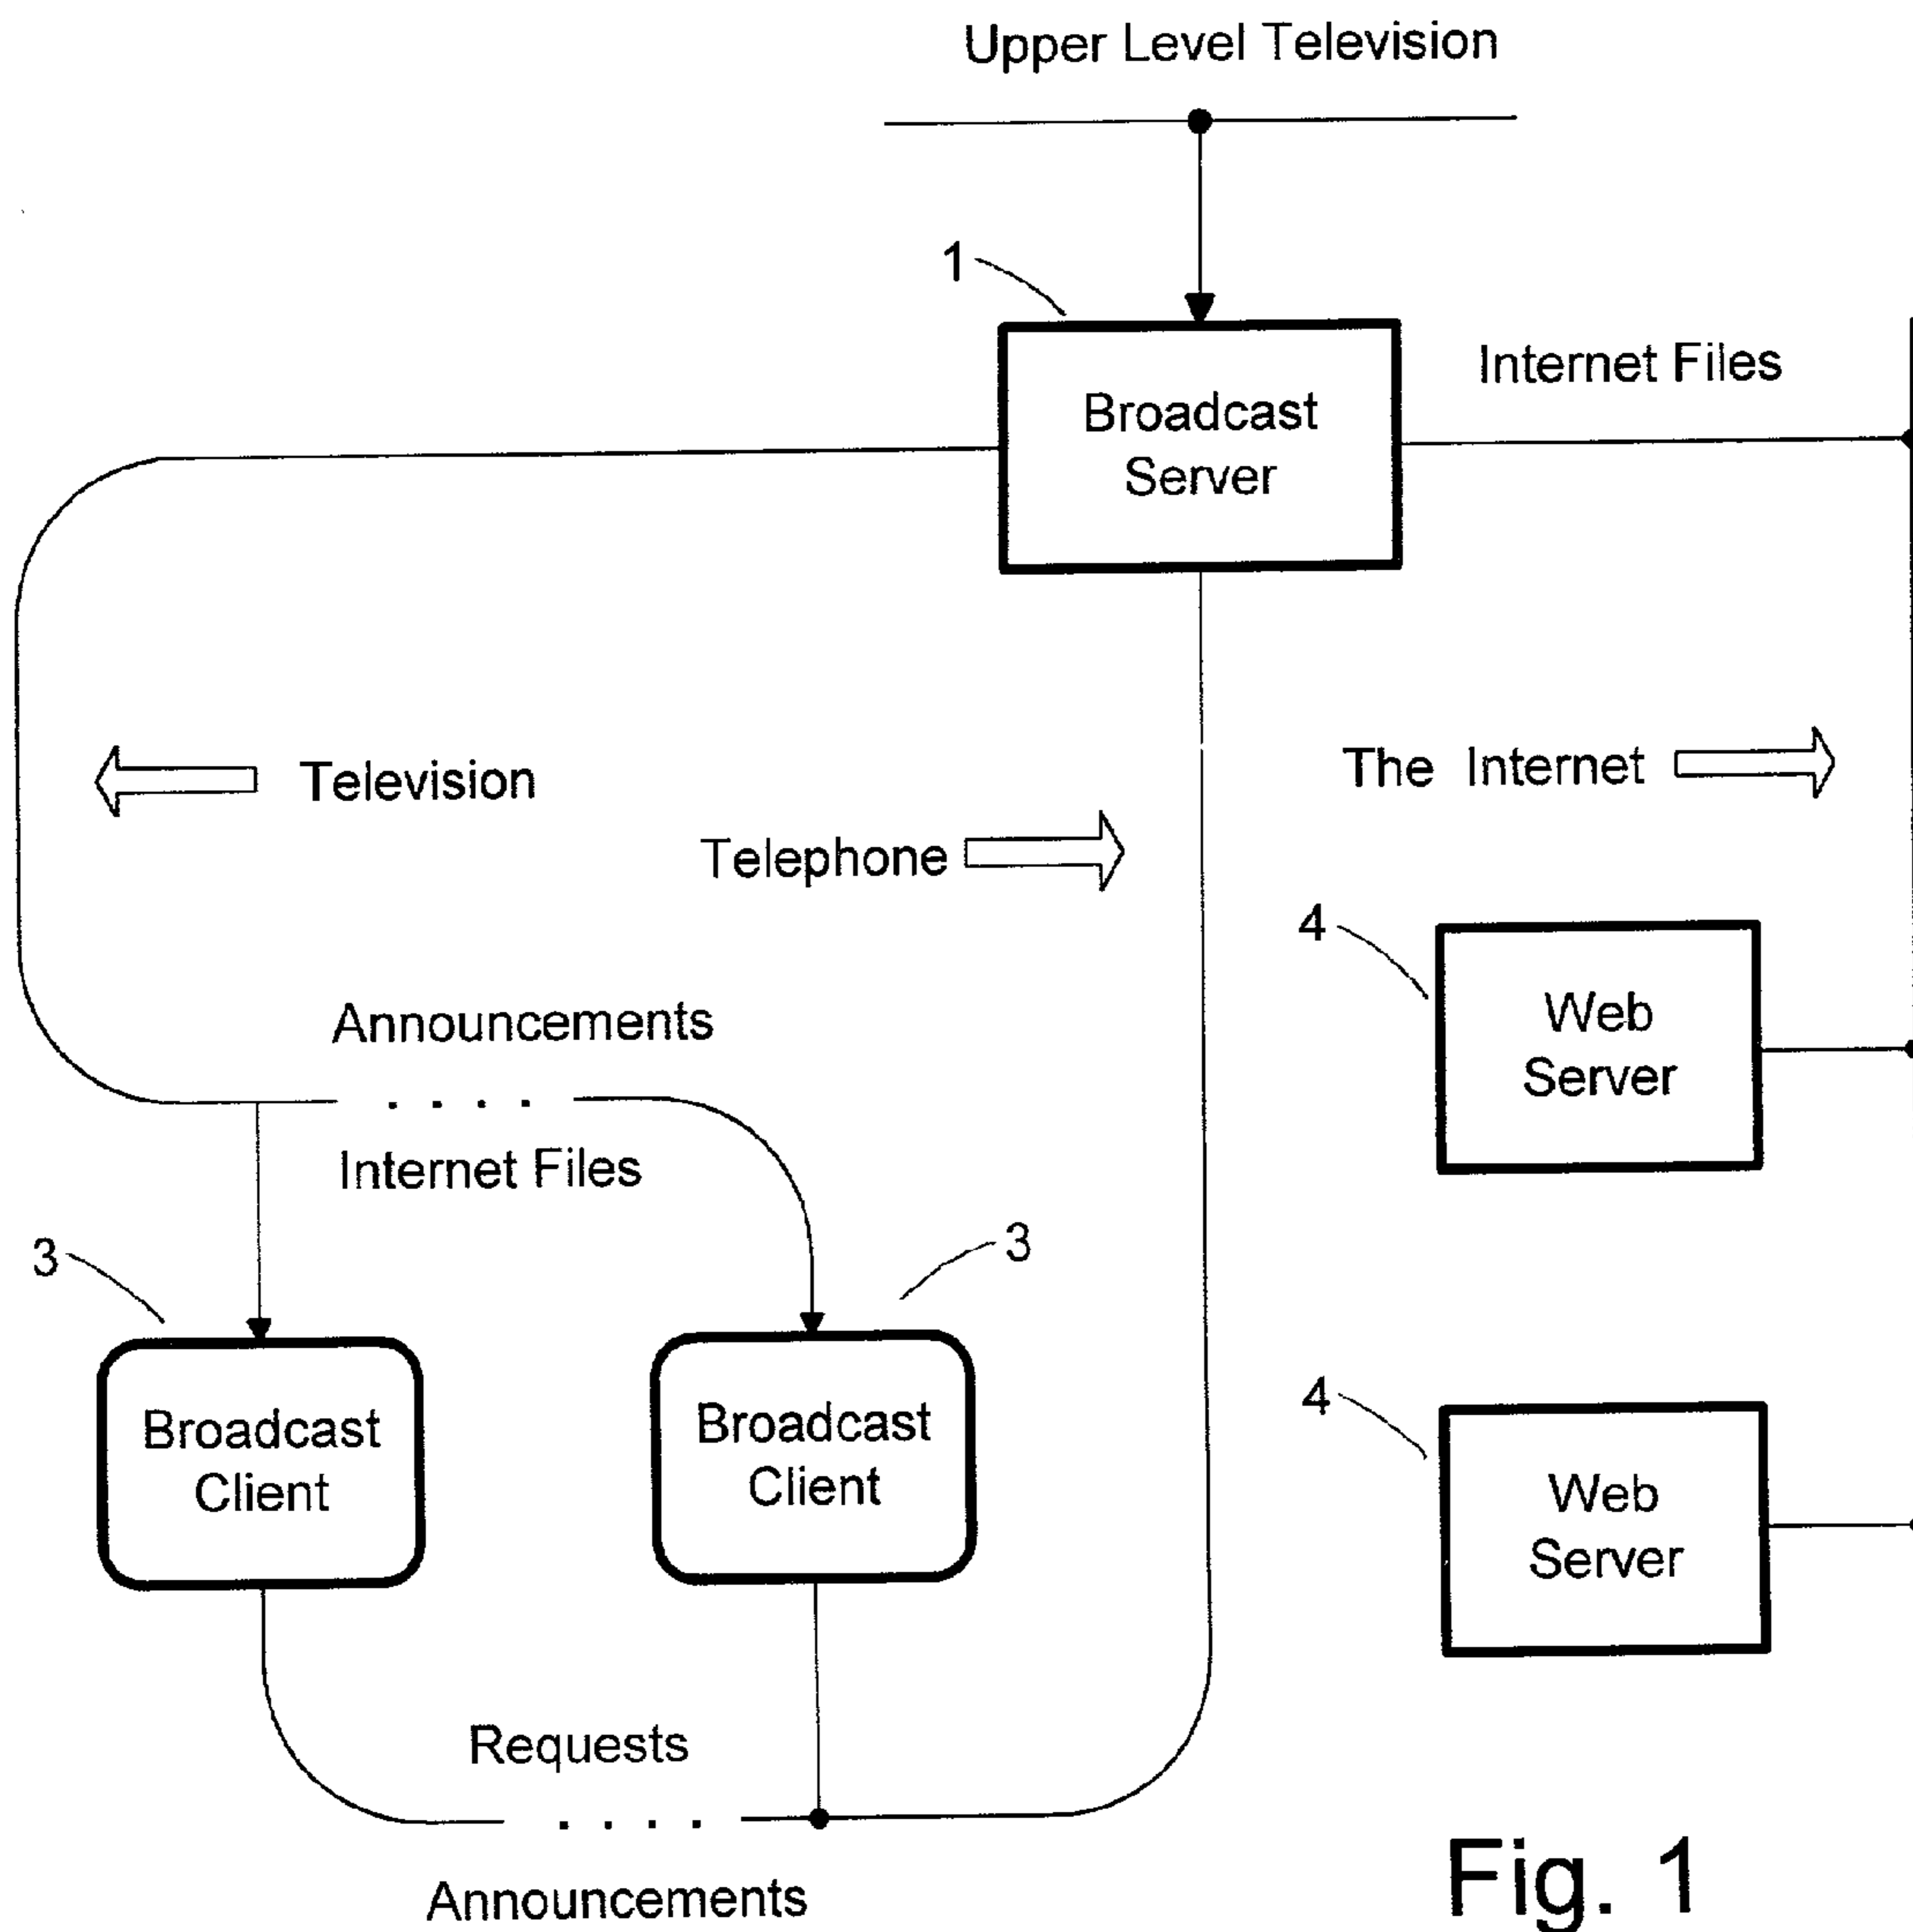 Upper Level Television
1
Internet Files
Broadcast
Server
Television
The Internet
Telephone
4
Web
Server
Announcements
Internet Files
3
3
Broadcast
Client
Broadcast
Client
4
Web
Server
Requests
Announcements
Fig. 1